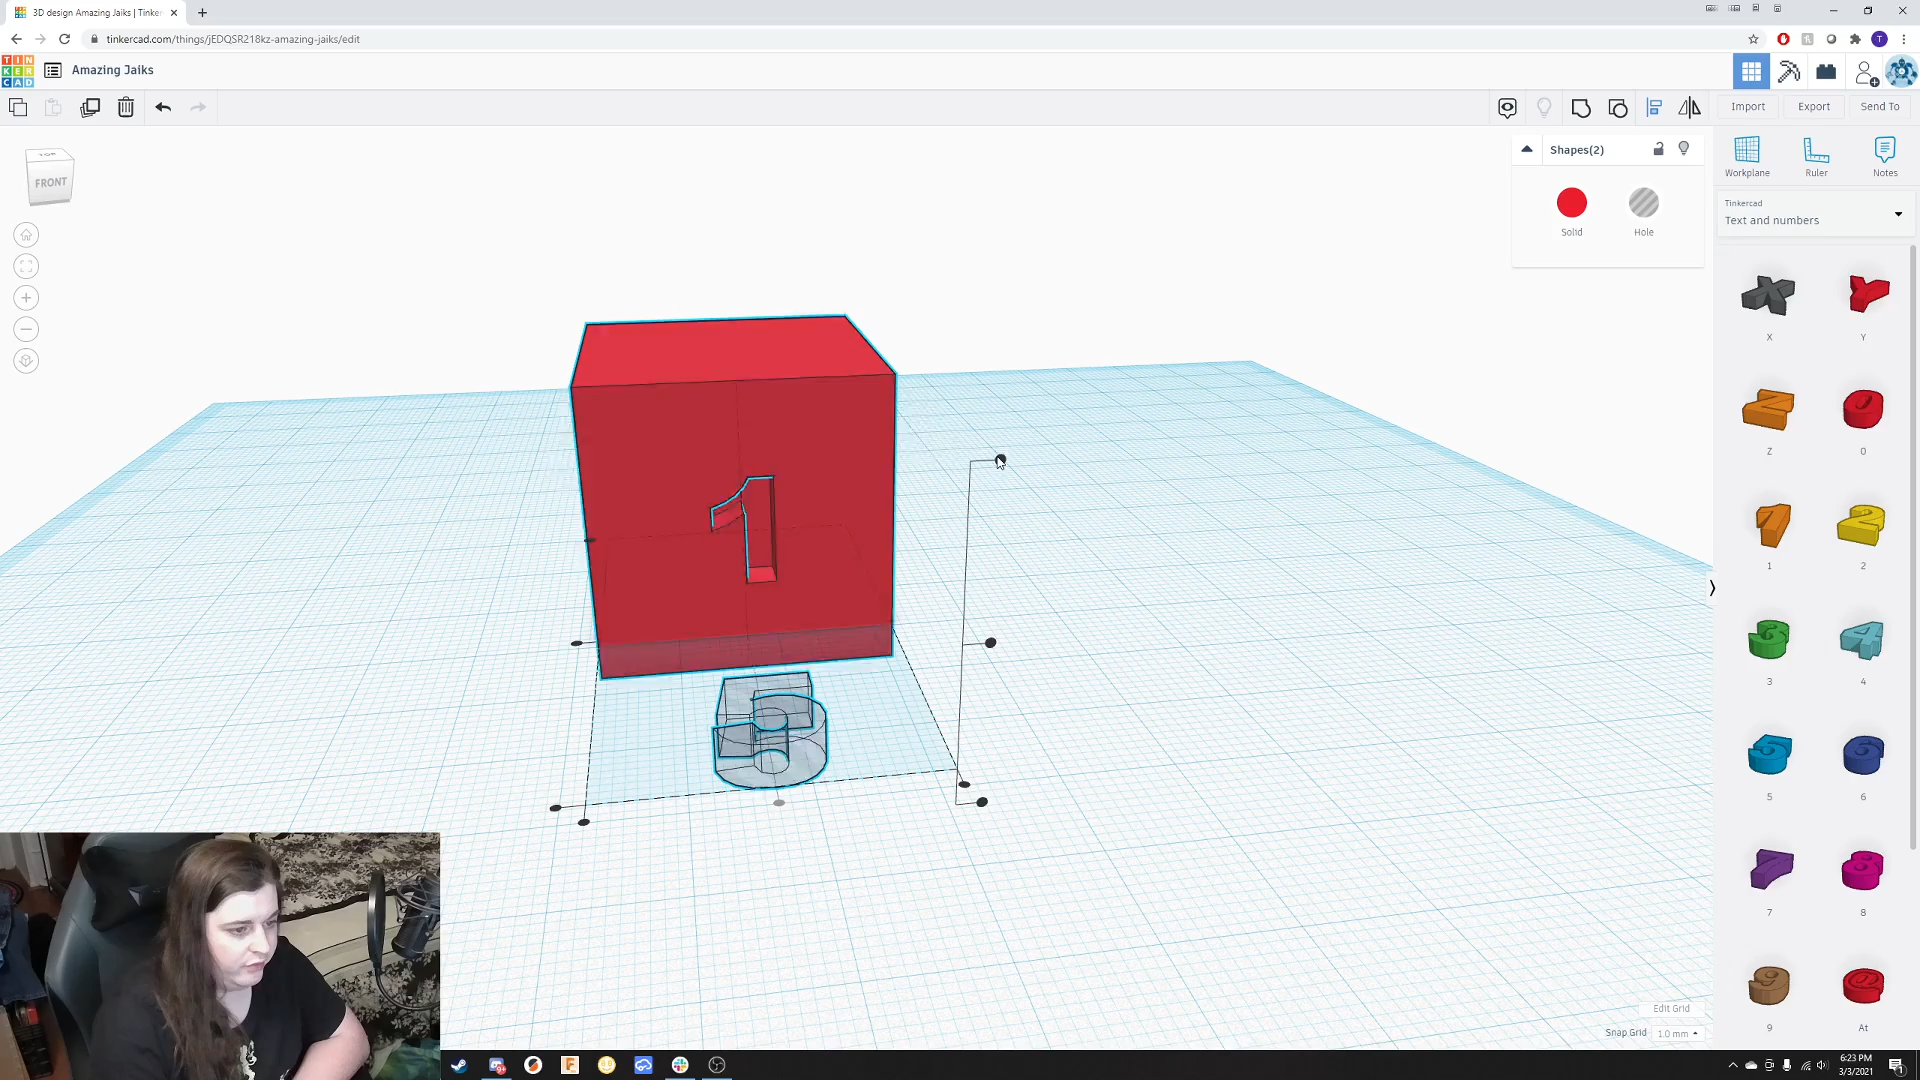 3D design Amazing Jaiks | Tinker
tinkercad.com/things/jEDQSR218kz-amazing-jaiks/edit
T
TIN
KER
CAD
Amazing Jaiks
Import
Export
Send To
TOP
FRONT
Shapes(2)
Solid
Hole
Workplane
Ruler
Notes
Tinkercad
Text and numbers
X
Y
Z
0
1
2
3
4
5
6
7
8
9
At
1
5
Edit Grid
Snap Grid
1.0 mm
6:23 PM
3/3/2021